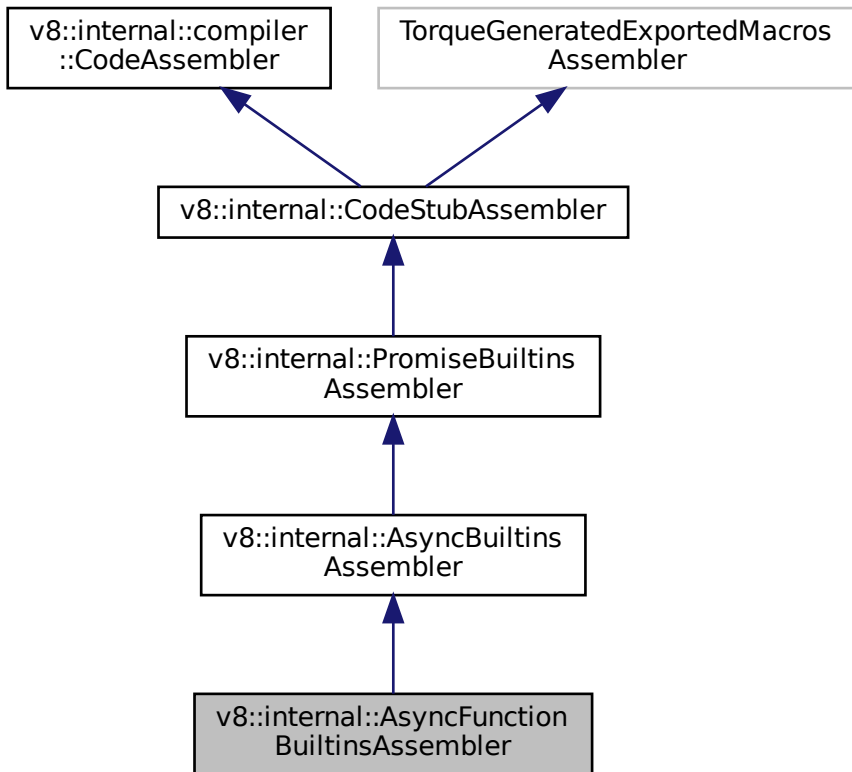 v8::internal::compiler
::CodeAssembler
TorqueGeneratedExportedMacros
Assembler
v8::internal::CodeStubAssembler
v8::internal::PromiseBuiltins
Assembler
v8::internal::AsyncBuiltins
Assembler
v8::internal::AsyncFunction
BuiltinsAssembler